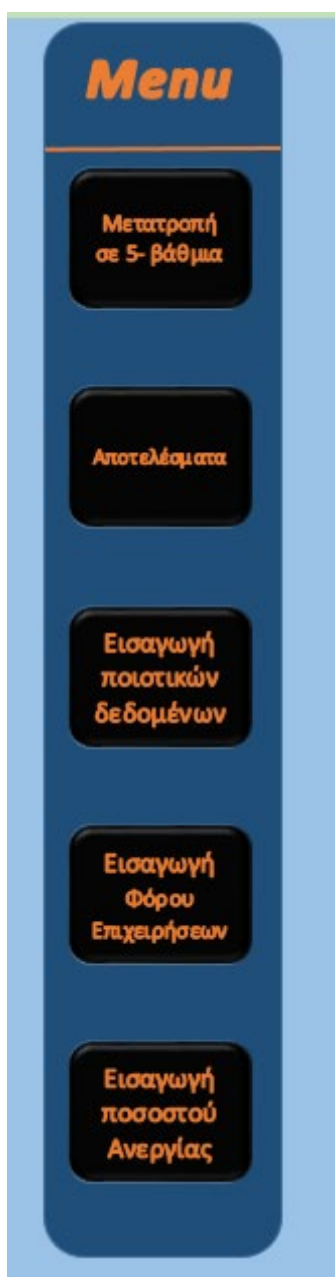 Menu
Μετατροπή
σε 5- βάθμια
Αποτελέσματα
Εισαγωγή
ποιοτικών
δεδομένων
Εισαγωγή
Φόρου
Επιχειρήσεων
Εισαγωγή
ποσοστού
Ανεργίας